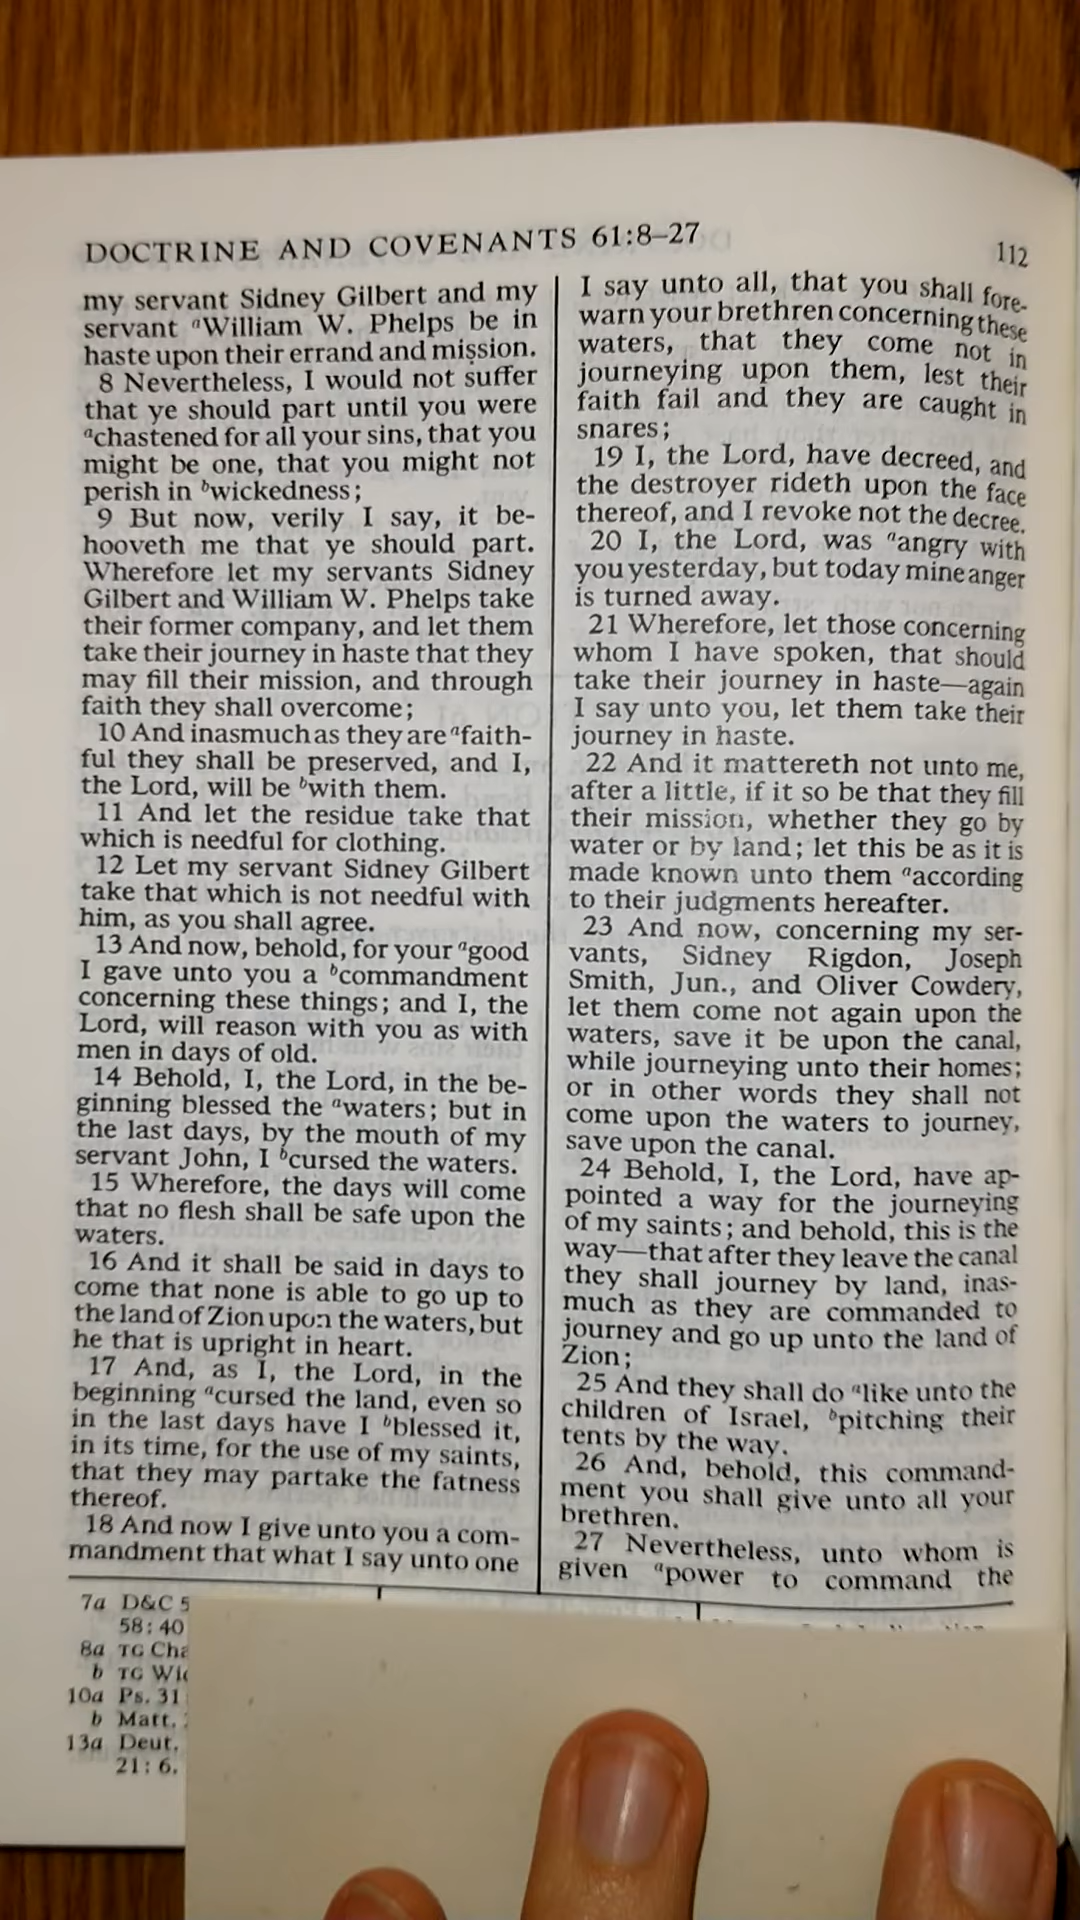 DOCTRINE AND COVENANTS 61:8–27
112
my servant Sidney Gilbert and my
servant aWilliam W. Phelps be in
haste upon their errand and mission.
8 Nevertheless, I would not suffer
that ye should part until you were
achastened for all your sins, that you
might be one, that you might not
perish in bwickedness;
9 But now, verily I say, it be-
hooveth me that ye should part.
Wherefore let my servants Sidney
Gilbert and William W. Phelps take
their former company, and let them
take their journey in haste that they
may fill their mission, and through
faith they shall overcome;
10 And inasmuch as they are afaith-
ful they shall be preserved, and I,
the Lord, will be bwith them.
11 And let the residue take that
which is needful for clothing.
12 Let my servant Sidney Gilbert
take that which is not needful with
him, as you shall agree.
13 And now, behold, for your agood
I gave unto you a bcommandment
concerning these things; and I, the
Lord, will reason with you as with
men in days of old.
14 Behold, I, the Lord, in the be-
ginning blessed the awaters; but in
the last days, by the mouth of my
servant John, I bcursed the waters.
15 Wherefore, the days will come
that no flesh shall be safe upon the
waters.
16 And it shall be said in days to
come that none is able to go up to
the land of Zion upon the waters, but
he that is upright in heart.
17 And, as I, the Lord, in the
beginning acursed the land, even so
in the last days have I bblessed it,
in its time, for the use of my saints,
that they may partake the fatness
thereof.
18 And now I give unto you a com-
mandment that what I say unto one
I say unto all, that you shall fore-
warn your brethren concerning these
waters, that they come not in
journeying upon them, lest their
faith fail and they are caught in
snares;
19 I, the Lord, have decreed, and
the destroyer rideth upon the face
thereof, and I revoke not the decree.
20 I, the Lord, was aangry with
you yesterday, but today mine anger
is turned away.
21 Wherefore, let those concerning
whom I have spoken, that should
take their journey in haste—again
I say unto you, let them take their
journey in haste.
22 And it mattereth not unto me,
after a little, if it so be that they fill
their mission, whether they go by
water or by land; let this be as it is
made known unto them aaccording
to their judgments hereafter.
23 And now, concerning my ser-
vants, Sidney Rigdon, Joseph
Smith, Jun., and Oliver Cowdery,
let them come not again upon the
waters, save it be upon the canal,
while journeying unto their homes;
or in other words they shall not
come upon the waters to journey,
save upon the canal.
24 Behold, I, the Lord, have ap-
pointed a way for the journeying
of my saints; and behold, this is the
way—that after they leave the canal
they shall journey by land, inas-
much as they are commanded to
journey and go up unto the land of
Zion;
25 And they shall do alike unto the
children of Israel, bpitching their
tents by the way.
26 And, behold, this command-
ment you shall give unto all your
brethren.
27 Nevertheless, unto whom is
given apower to command the
7a D&C 5
58:40
8a TG Cha
b TG Wic
10a Ps. 31
b Matt.
13a Deut.
21:6.